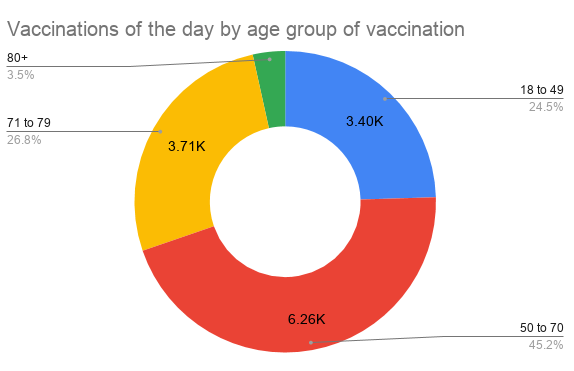 Vaccinations of the day by age group of vaccination
80+
3.5%
18 to 49
24.5%
3.40K
71 to 79
26.8%
3.71K
6.26K
50 to 70
45.2%